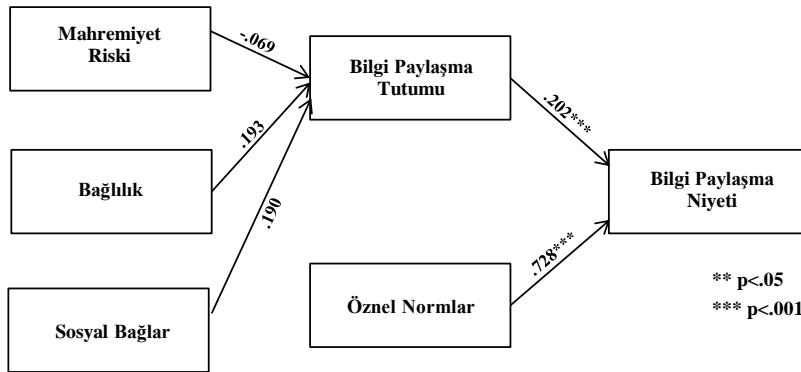 Mahremiyet
Riski
-.069
Bilgi Paylaşma
Tutumu
.202***
.193
Bağlılık
.190
Bilgi Paylaşma
Niyeti
.728***
Öznel Normlar
Sosyal Bağlar
** p<.05
*** p<.001